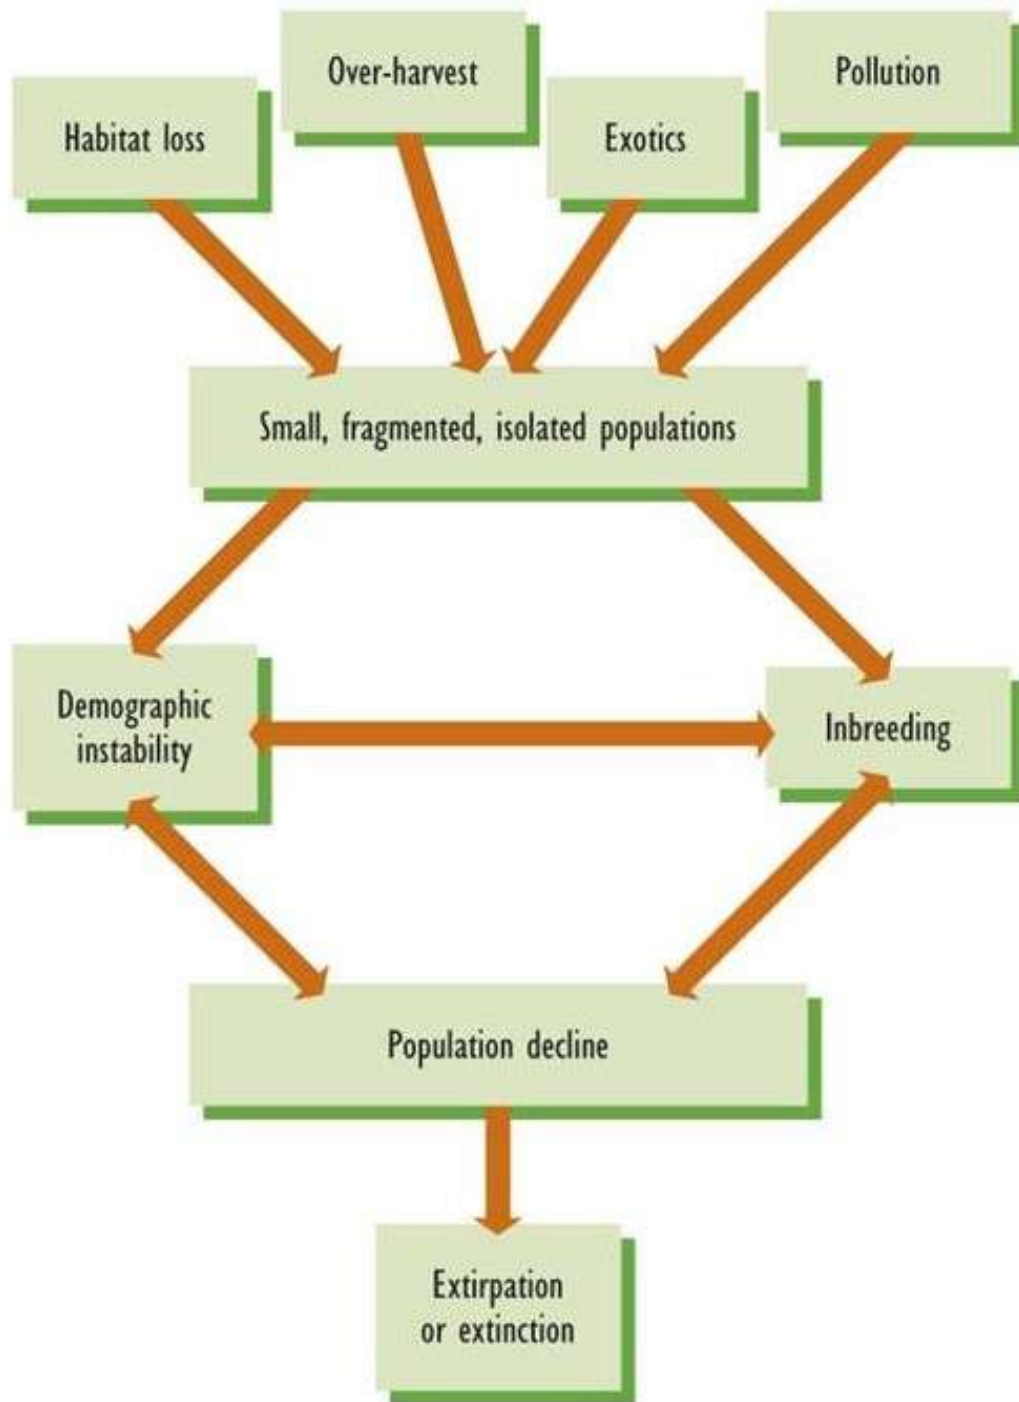 Habitat loss
Over-harvest
Exotics
Pollution
Small, fragmented, isolated populations
Demographic
instability
Inbreeding
Population decline
Extirpation
or extinction